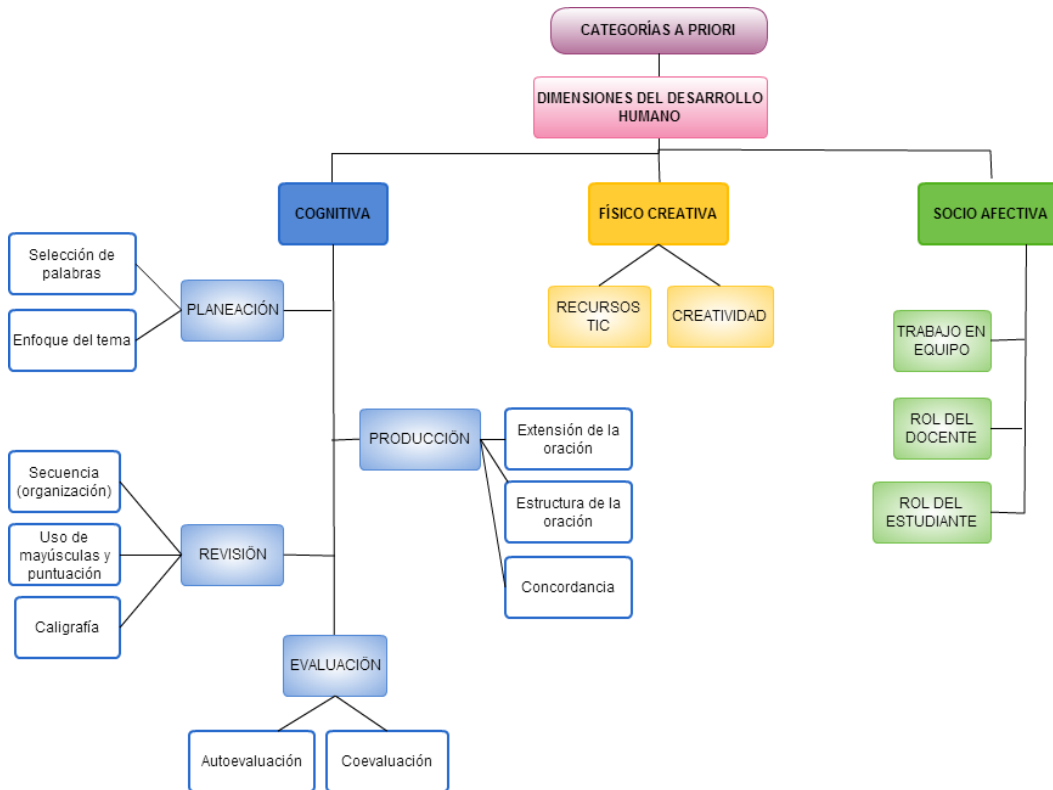 CATEGORÍAS A PRIORI
DIMENSIONES DEL DESARROLLO
HUMANO
COGNITIVA
FÍSICO CREATIVA
SOCIO AFECTIVA
Selección de
palabras
Enfoque del tema
PLANEACIÓN
RECURSOS
TIC
CREATIVIDAD
TRABAJO EN
EQUIPO
ROL DEL
DOCENTE
ROL DEL
ESTUDIANTE
PRODUCCIÓN
Extensión de la
oración
Estructura de la
oración
Concordancia
Secuencia
(organización)
Uso de
mayúsculas y
puntuación
Caligrafía
REVISIÓN
EVALUACIÓN
Autoevaluación
Coevaluación